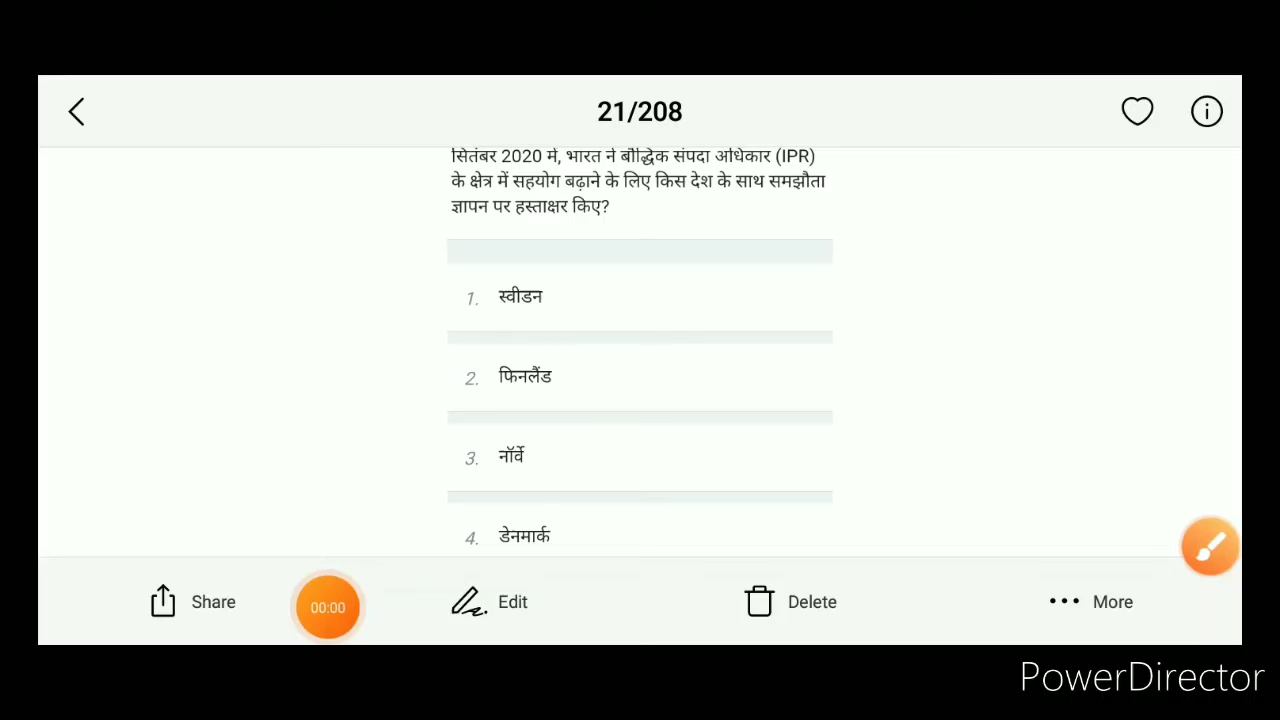 21/208
सितंबर 2020 में, भारत ने बौद्धिक संपदा अधिकार (IPR)
के क्षेत्र में सहयोग बढ़ाने के लिए किस देश के साथ समझौता
ज्ञापन पर हस्ताक्षर किए?
1. स्वीडन
2. फिनलैंड
3. नॉर्वे
4. डेनमार्क
Share
00:00
Edit
Delete
More
PowerDirector